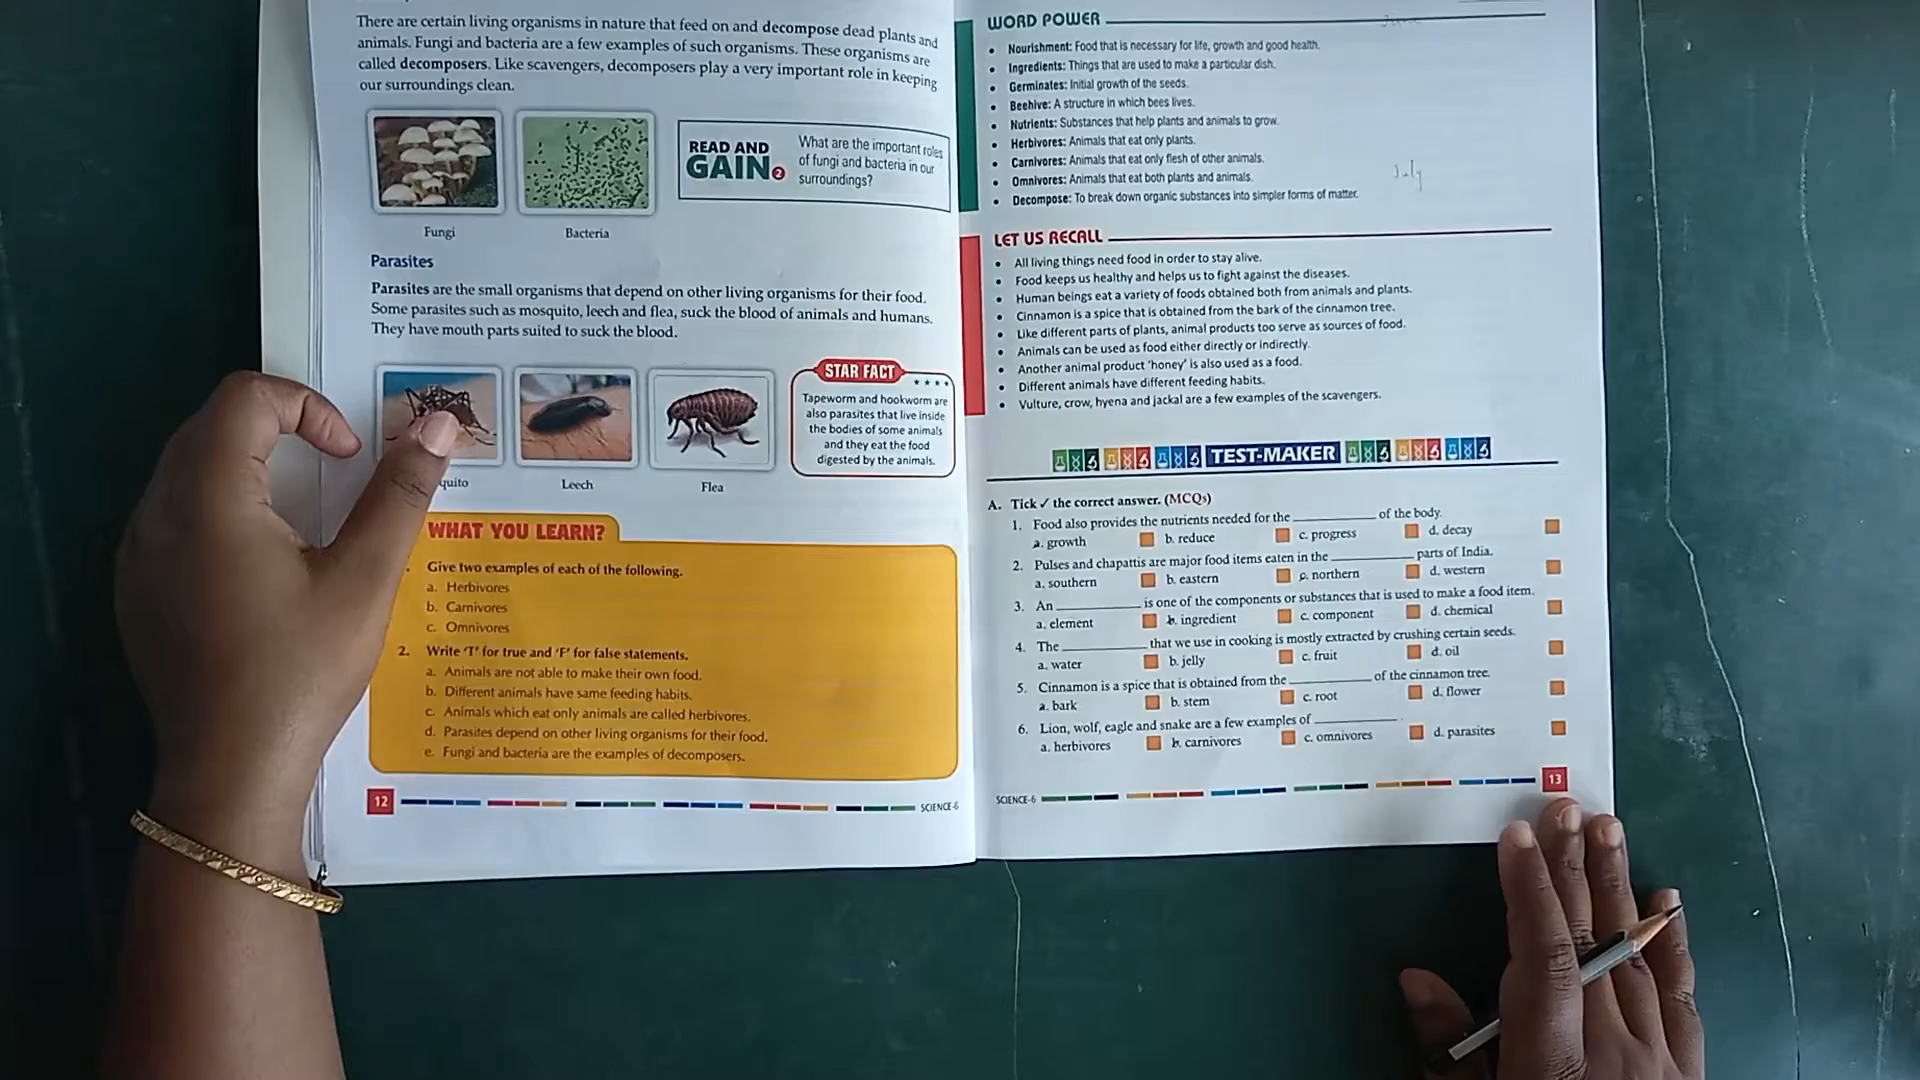 There are certain living organisms in nature that feed on and decompose dead plants and
animals. Fungi and bacteria are a few examples of such organisms. These organisms are
called decomposers. Like scavengers, decomposers play a very important role in keeping
our surroundings clean.
READ AND
GAIN 2
What are the important roles
of fungi and bacteria in our
surroundings?
Fungi
Bacteria
Parasites
Parasites are the small organisms that depend on other living organisms for their food.
Some parasites such as mosquito, leech and flea, suck the blood of animals and humans.
They have mouth parts suited to suck the blood.
STAR FACT
Tapeworm and hookworm are
also parasites that live inside
the bodies of some animals
and they eat the food
digested by the animals.
quito
Leech
Flea
WHAT YOU LEARN?
Give two examples of each of the following.
a. Herbivores
b. Carnivores
c. Omnivores
2. Write ‘T’ for true and ‘F’ for false statements.
a. Animals are not able to make their own food.
b. Different animals have same feeding habits.
c. Animals which eat only animals are called herbivores.
d. Parasites depend on other living organisms for their food.
e. Fungi and bacteria are the examples of decomposers.
12
SCIENCE-6
WORD POWER
• Nourishment: Food that is necessary for life, growth and good health.
• Ingredients: Things that are used to make a particular dish.
• Germinates: Initial growth of the seeds.
• Beehive: A structure in which bees lives.
• Nutrients: Substances that help plants and animals to grow.
• Herbivores: Animals that eat only plants.
• Carnivores: Animals that eat only flesh of other animals.
• Omnivores: Animals that eat both plants and animals.
• Decompose: To break down organic substances into simpler forms of matter.
July
LET US RECALL
• All living things need food in order to stay alive.
• Food keeps us healthy and helps us to fight against the diseases.
• Human beings eat a variety of foods obtained both from animals and plants.
• Cinnamon is a spice that is obtained from the bark of the cinnamon tree.
• Like different parts of plants, animal products too serve as sources of food.
• Animals can be used as food either directly or indirectly.
• Another animal product ‘honey’ is also used as a food.
• Different animals have different feeding habits.
• Vulture, crow, hyena and jackal are a few examples of the scavengers.
TEST-MAKER
A. Tick ✓ the correct answer. (MCQs)
1. Food also provides the nutrients needed for the ____________ of the body.
a. growth b. reduce c. progress d. decay
2. Pulses and chapattis are major food items eaten in the ____________ parts of India.
a. southern b. eastern c. northern d. western
3. An ____________ is one of the components or substances that is used to make a food item.
a. element b. ingredient c. component d. chemical
4. The ____________ that we use in cooking is mostly extracted by crushing certain seeds.
a. water b. jelly c. fruit d. oil
5. Cinnamon is a spice that is obtained from the ____________ of the cinnamon tree.
a. bark b. stem c. root d. flower
6. Lion, wolf, eagle and snake are a few examples of ____________.
a. herbivores b. carnivores c. omnivores d. parasites
SCIENCE-6
13